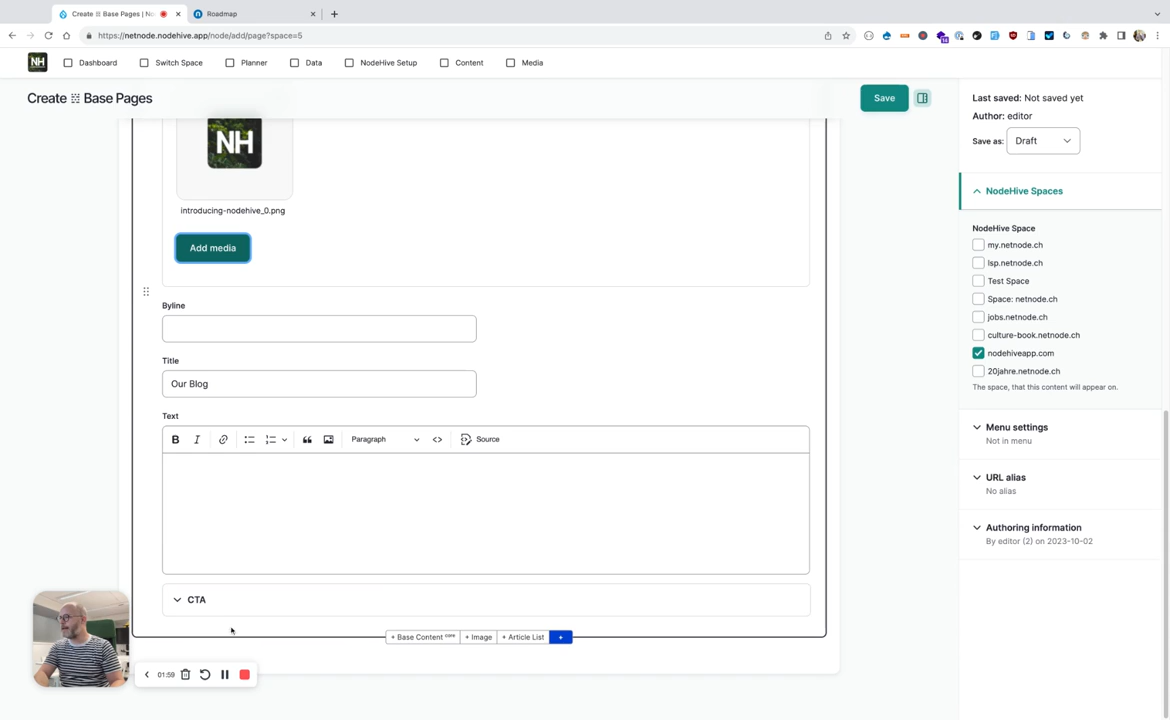 Create ⠿ Base Pages | No
Roadmap
https://netnode.nodehive.app/node/add/page?space=5
14
NH
Dashboard
Switch Space
Planner
Data
NodeHive Setup
Content
Media
Create ⠿ Base Pages
Save
NH
introducing-nodehive_0.png
Add media
Byline
Title
Our Blog
Text
B I Paragraph <> Source
CTA
+ Base Content core
+ Image
+ Article List
+
01:59
Last saved: Not saved yet
Author: editor
Save as: Draft
NodeHive Spaces
NodeHive Space
my.netnode.ch
lsp.netnode.ch
Test Space
Space: netnode.ch
jobs.netnode.ch
culture-book.netnode.ch
nodehiveapp.com
20jahre.netnode.ch
The space, that this content will appear on.
Menu settings
Not in menu
URL alias
No alias
Authoring information
By editor (2) on 2023-10-02